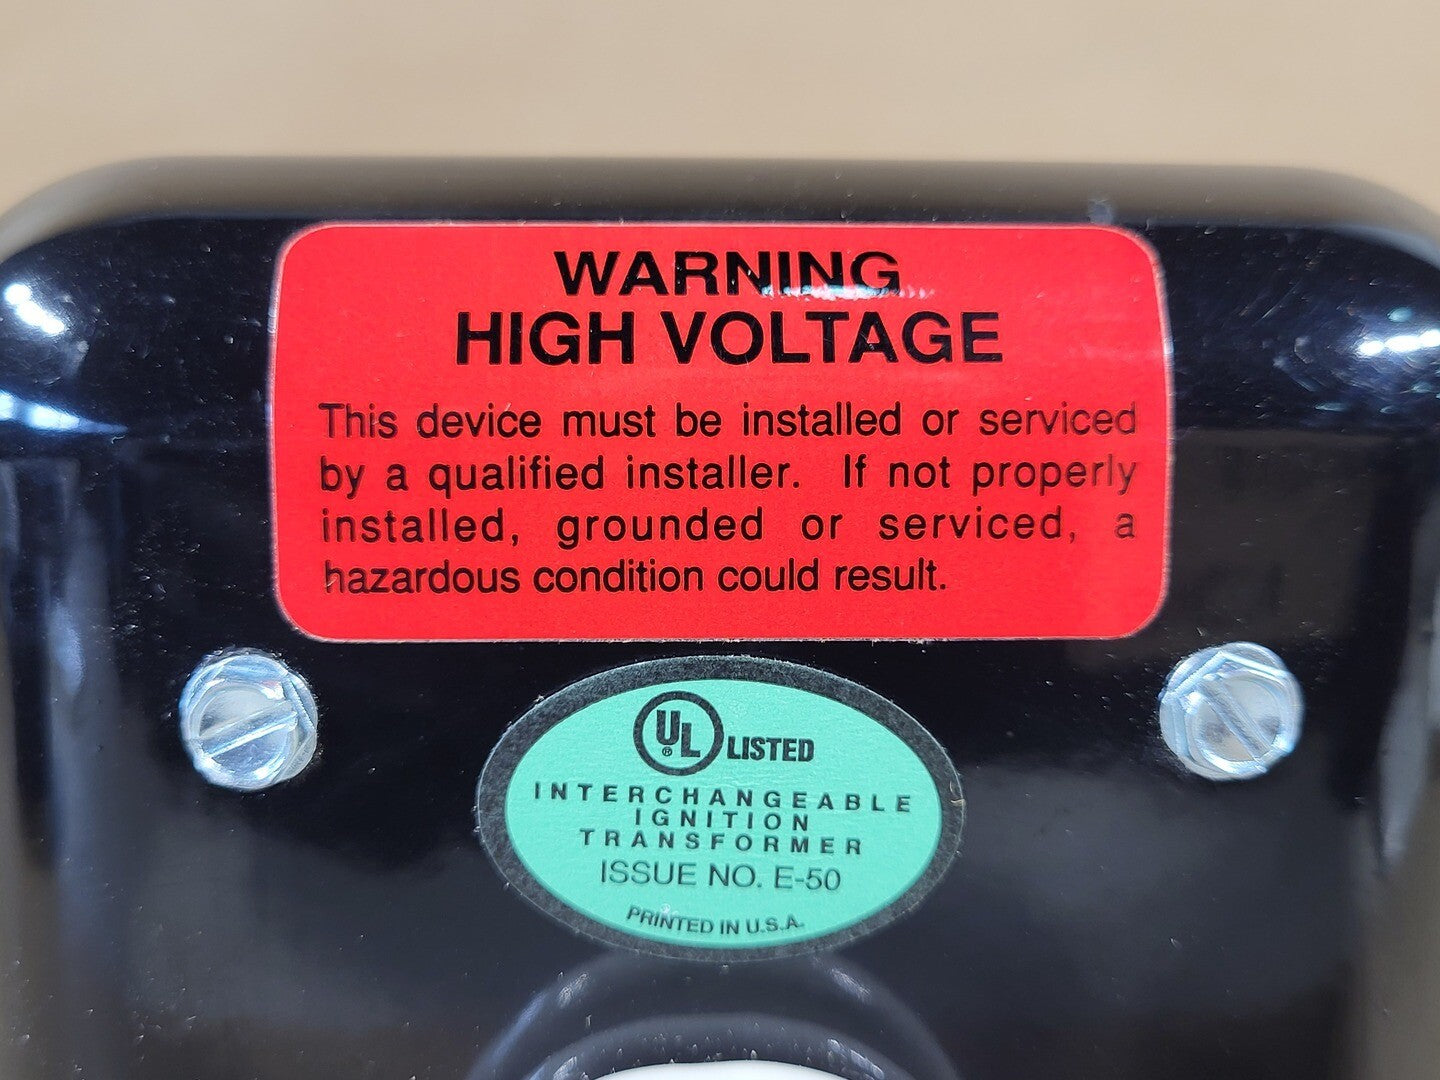 WARNING
HIGH VOLTAGE
This device must be installed or serviced
by a qualified installer. If not properly
installed, grounded or serviced, a
hazardous condition could result.
UL® LISTED
INTERCHANGEABLE
IGNITION
TRANSFORMER
ISSUE NO. E-50
PRINTED IN U.S.A.